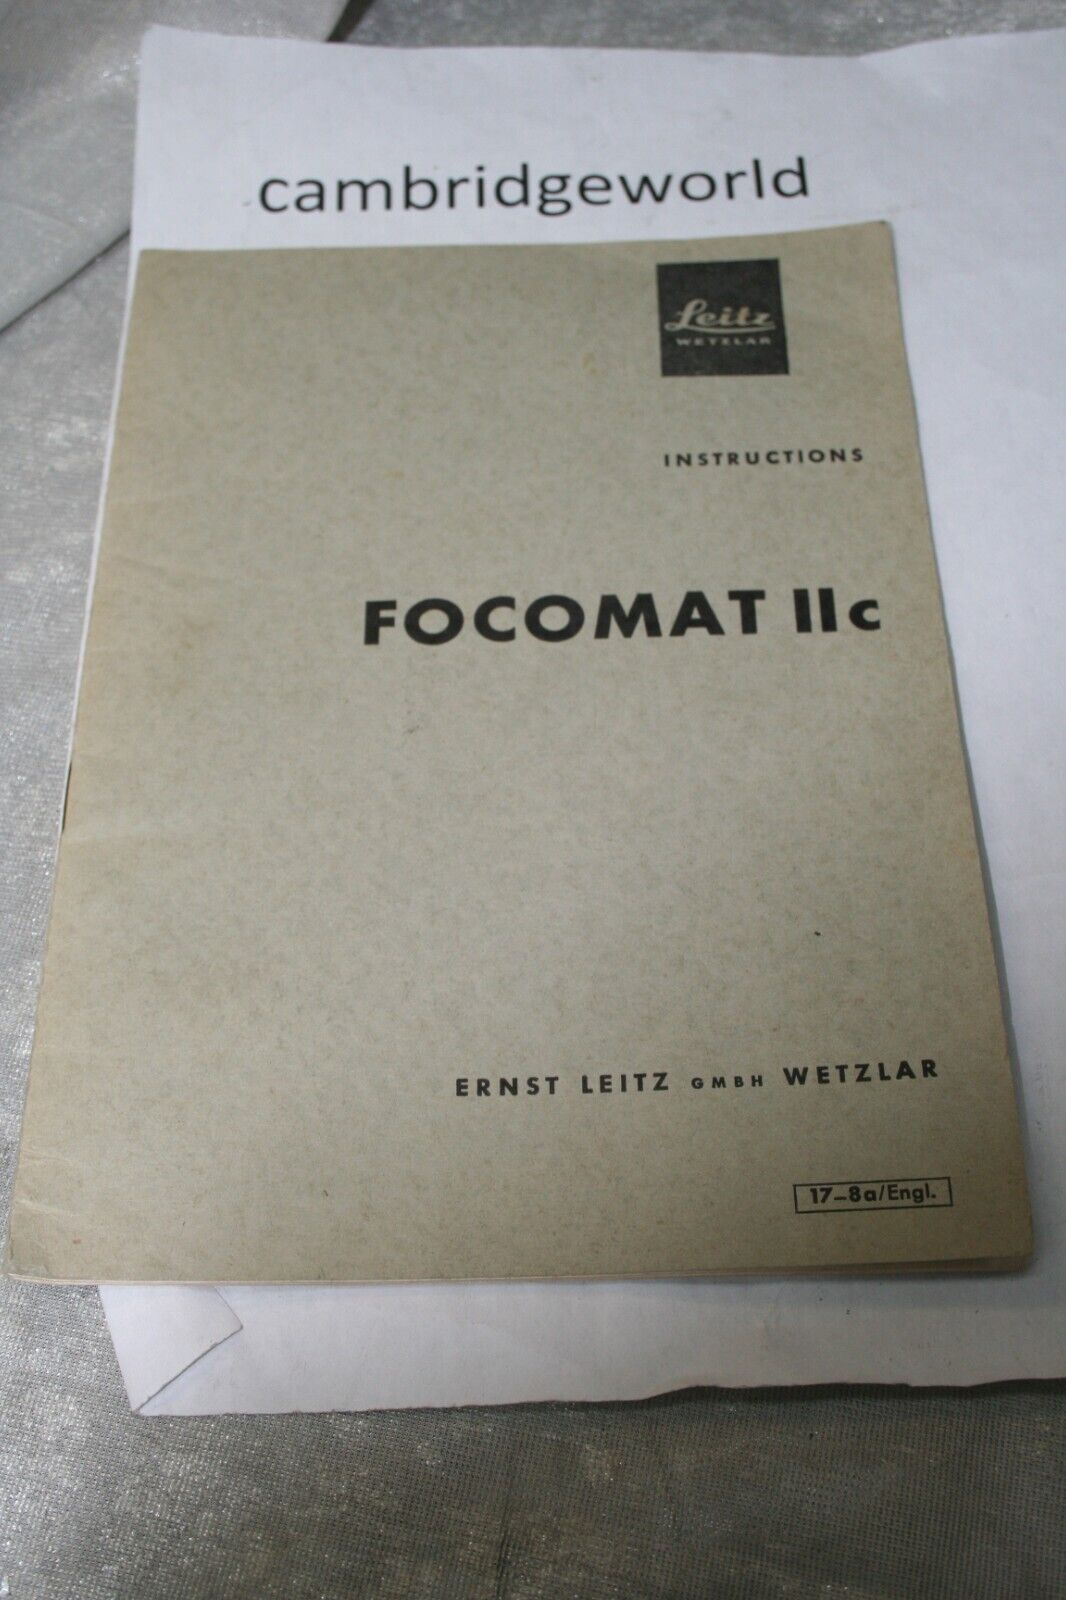 cambridgeworld
Leitz
WETZLAR
INSTRUCTIONS
FOCOMAT IIc
ERNST LEITZ GMBH WETZLAR
17–8a/Engl.